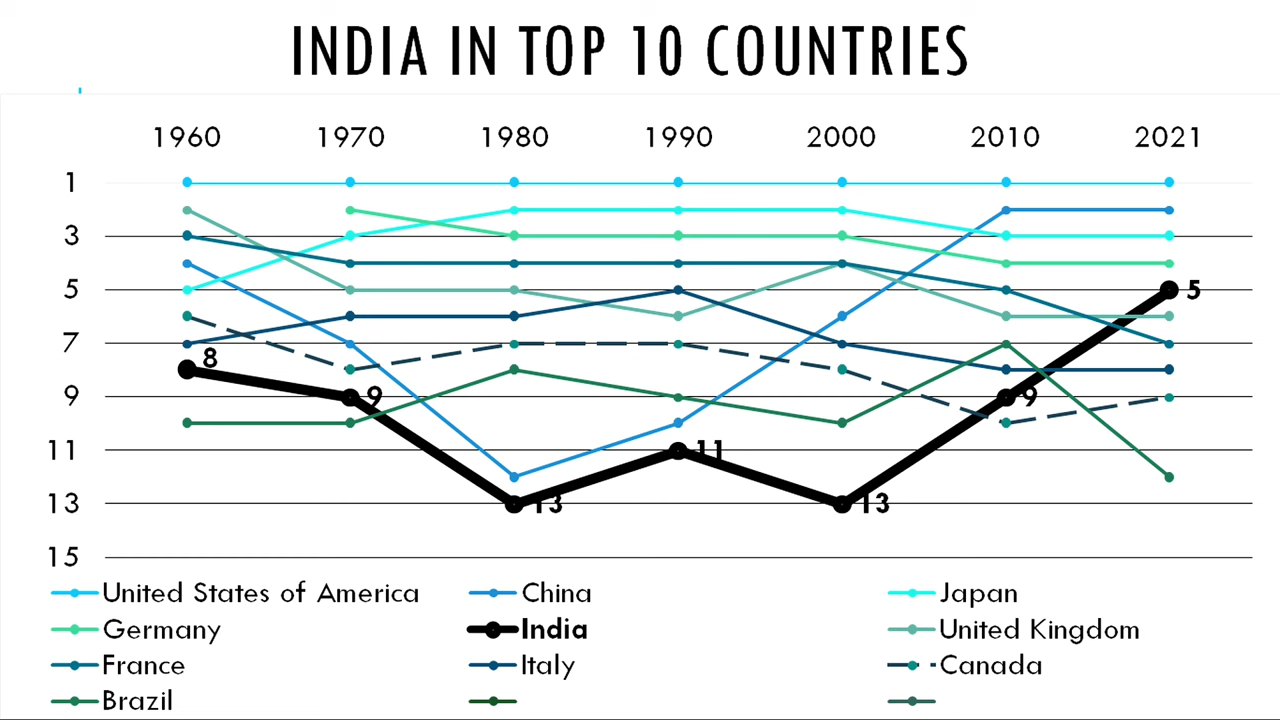 INDIA IN TOP 10 COUNTRIES
1960 1970 1980 1990 2000 2010 2021
1
3
5 5
7
8
9 9 9
11 11
13 13 13
15
United States of America China Japan
Germany India United Kingdom
France Italy Canada
Brazil